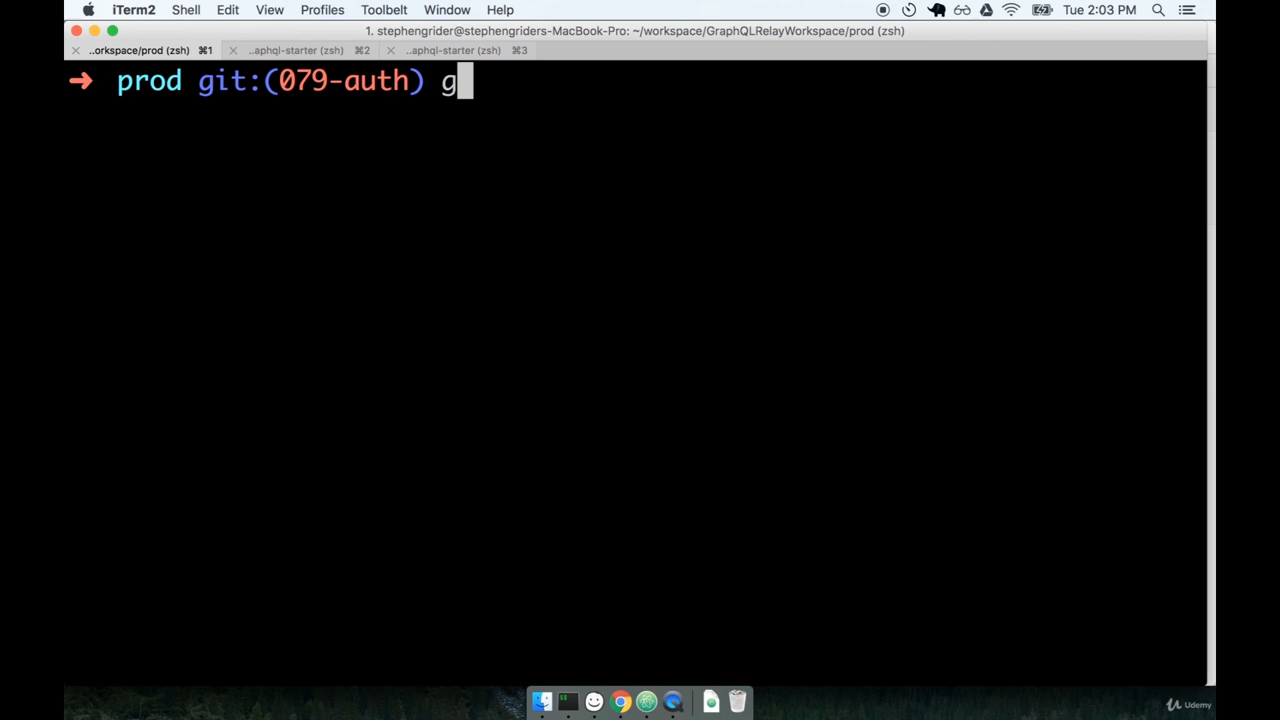 iTerm2 Shell Edit View Profiles Toolbelt Window Help Tue 2:03 PM
1. stephengrider@stephengriders-MacBook-Pro: ~/workspace/GraphQLRelayWorkspace/prod (zsh)
..orkspace/prod (zsh) ⌘1 ..aphql-starter (zsh) ⌘2 ..aphql-starter (zsh) ⌘3
➜ prod git:(079-auth) g
Udemy